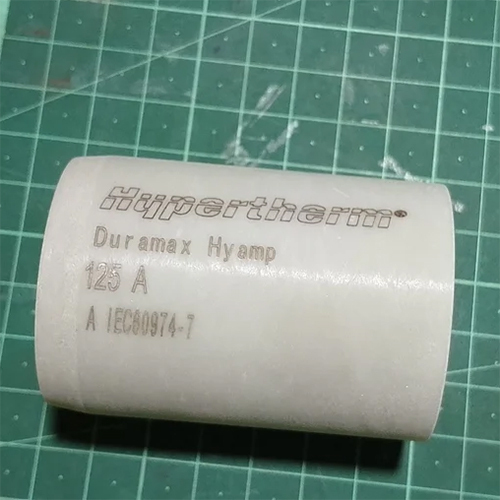 Hypertherm®
Duramax Hyamp
125 A
A IEC60974-7